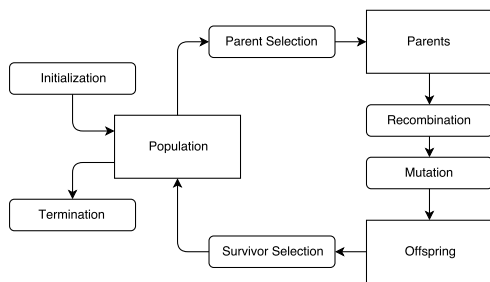 Parent Selection
Parents
Initialization
Recombination
Population
Mutation
Termination
Survivor Selection
Offspring